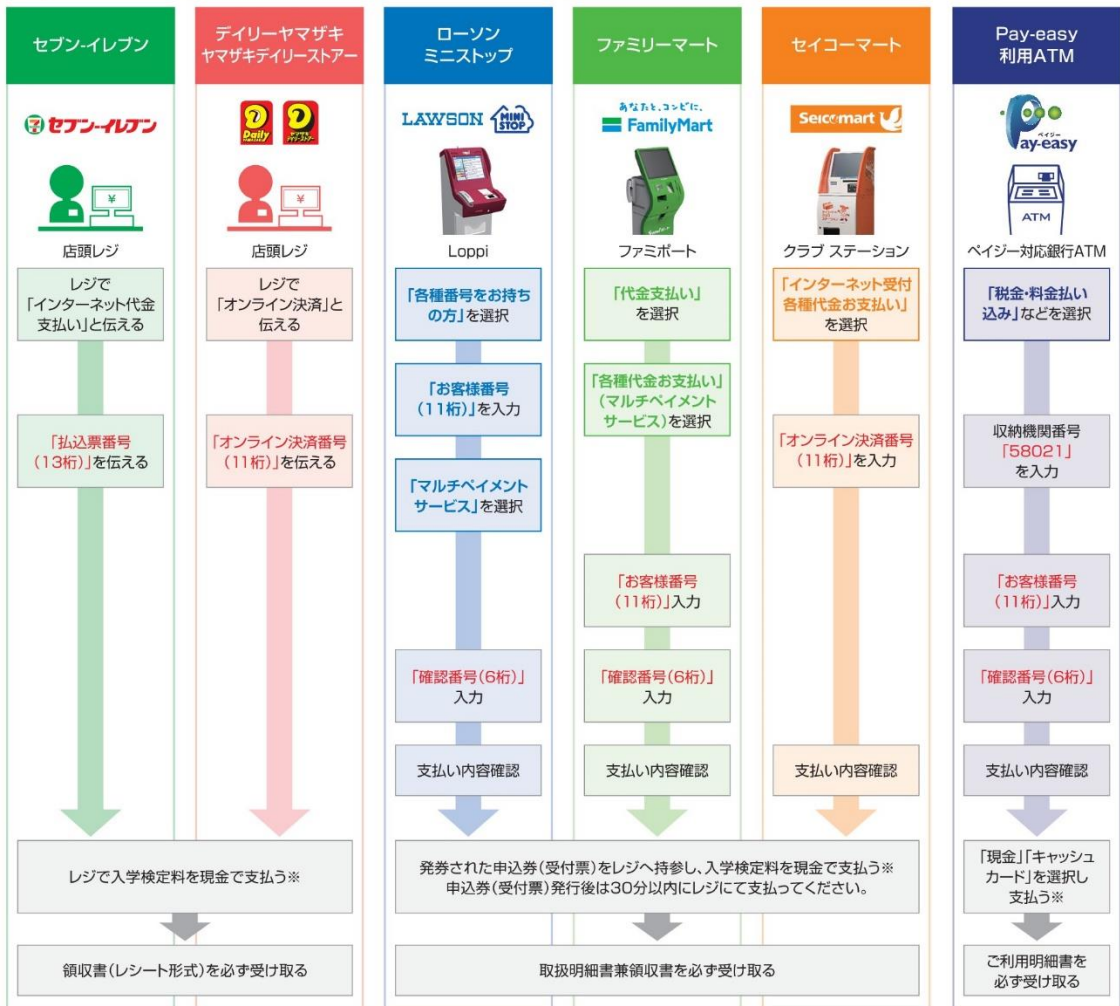 セブン-イレブン
デイリーヤマザキ
ヤマザキデイリーストアー
ローソン
ミニストップ
ファミリーマート
セイコーマート
Pay-easy
利用ATM
セブン-イレブン
Daily
LAWSON
MINI
STOP
あなたと、コンビに、
FamilyMart
Seicomart
ペイジー
Pay-easy
¥
¥
ATM
店頭レジ
店頭レジ
Loppi
ファミポート
クラブ ステーション
ペイジー対応銀行ATM
レジで
「インターネット代金
支払い」と伝える
レジで
「オンライン決済」と
伝える
「各種番号をお持ち
の方」を選択
「代金支払い」
を選択
「インターネット受付
各種代金お支払い」
を選択
「税金・料金払い
込み」などを選択
「お客様番号
(11桁)」を入力
「各種代金お支払い」
(マルチペイメント
サービス)を選択
「払込票番号
(13桁)」を伝える
「オンライン決済番号
(11桁)」を伝える
「オンライン決済番号
(11桁)」を入力
収納機関番号
「58021」
を入力
「マルチペイメント
サービス」を選択
「お客様番号
(11桁)」入力
「お客様番号
(11桁)」入力
「確認番号(6桁)」
入力
「確認番号(6桁)」
入力
「確認番号(6桁)」
入力
支払い内容確認
支払い内容確認
支払い内容確認
支払い内容確認
レジで入学検定料を現金で支払う※
発券された申込券(受付票)をレジへ持参し、入学検定料を現金で支払う※
申込券(受付票)発行後は30分以内にレジにて支払ってください。
「現金」「キャッシュ
カード」を選択し
支払う※
領収書(レシート形式)を必ず受け取る
取扱明細書兼領収書を必ず受け取る
ご利用明細書を
必ず受け取る